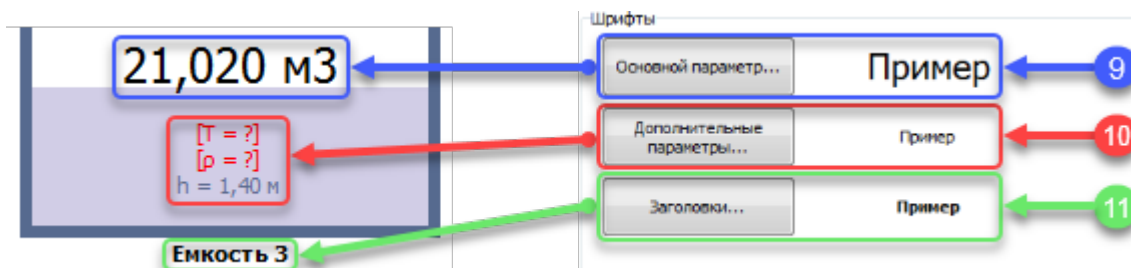 Шрифты
21,020 м3
Основной параметр...
Пример
9
[T = ?]
[ρ = ?]
h = 1,40 м
Дополнительные
параметры...
Пример
10
Заголовки...
Пример
11
Емкость 3